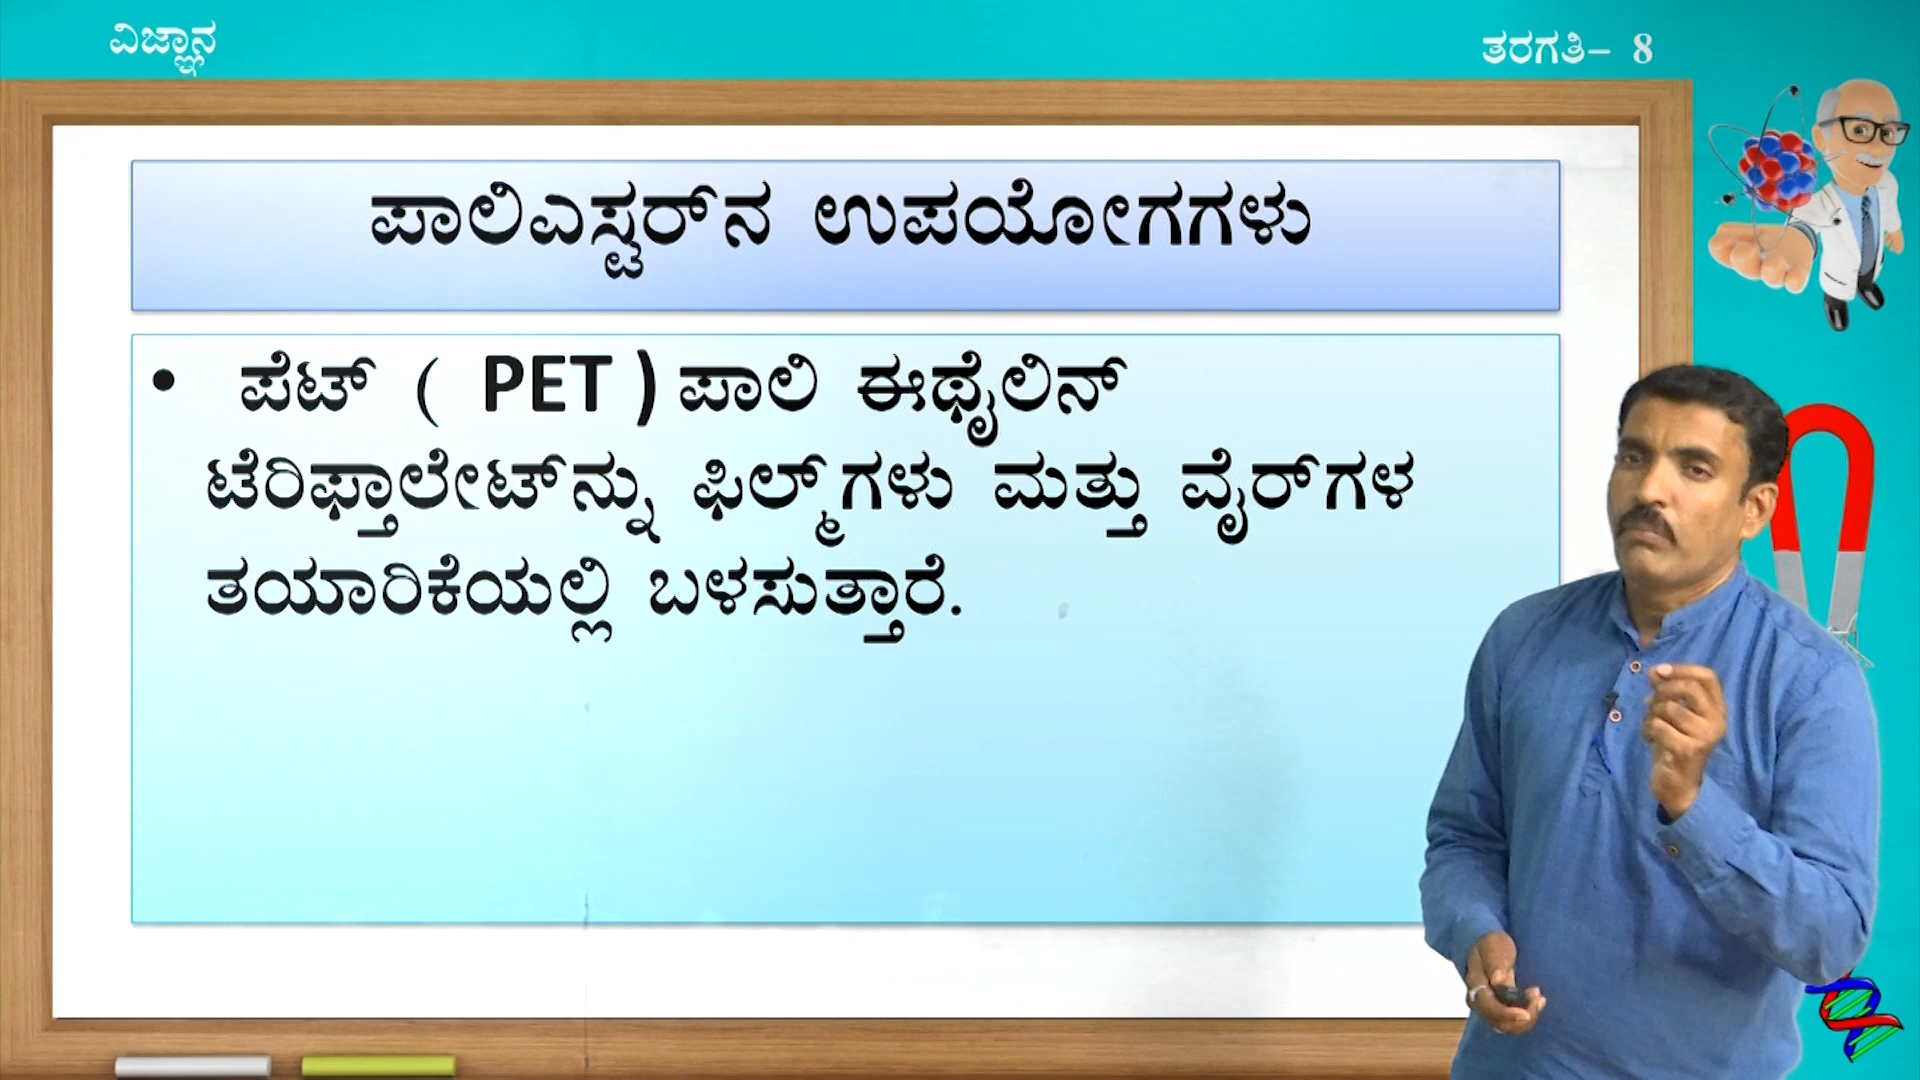 ವಿಜ್ಞಾನ
ತರಗತಿ– 8
ಪಾಲಿಎಸ್ಟರ್‌ನ ಉಪಯೋಗಗಳು
• ಪೆಟ್ ( PET ) ಪಾಲಿ ಈಥೈಲಿನ್
ಟೆರಿಫ್ತಾಲೇಟ್‌ನ್ನು ಫಿಲ್ಮ್‌ಗಳು ಮತ್ತು ವೈರ್‌ಗಳ
ತಯಾರಿಕೆಯಲ್ಲಿ ಬಳಸುತ್ತಾರೆ.